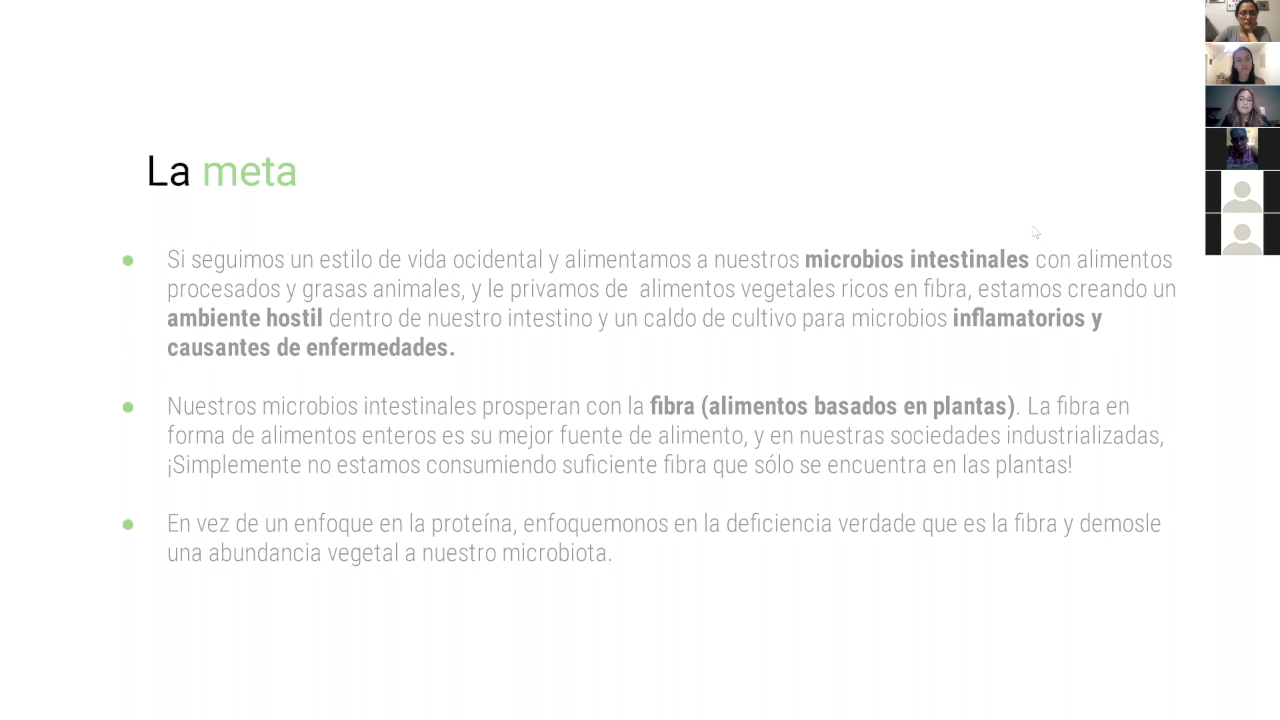 La meta
Si seguimos un estilo de vida ocidental y alimentamos a nuestros microbios intestinales con alimentos
procesados y grasas animales, y le privamos de alimentos vegetales ricos en fibra, estamos creando un
ambiente hostil dentro de nuestro intestino y un caldo de cultivo para microbios inflamatorios y
causantes de enfermedades.
Nuestros microbios intestinales prosperan con la fibra (alimentos basados en plantas). La fibra en
forma de alimentos enteros es su mejor fuente de alimento, y en nuestras sociedades industrializadas,
¡Simplemente no estamos consumiendo suficiente fibra que sólo se encuentra en las plantas!
En vez de un enfoque en la proteína, enfoquemonos en la deficiencia verdade que es la fibra y demosle
una abundancia vegetal a nuestro microbiota.